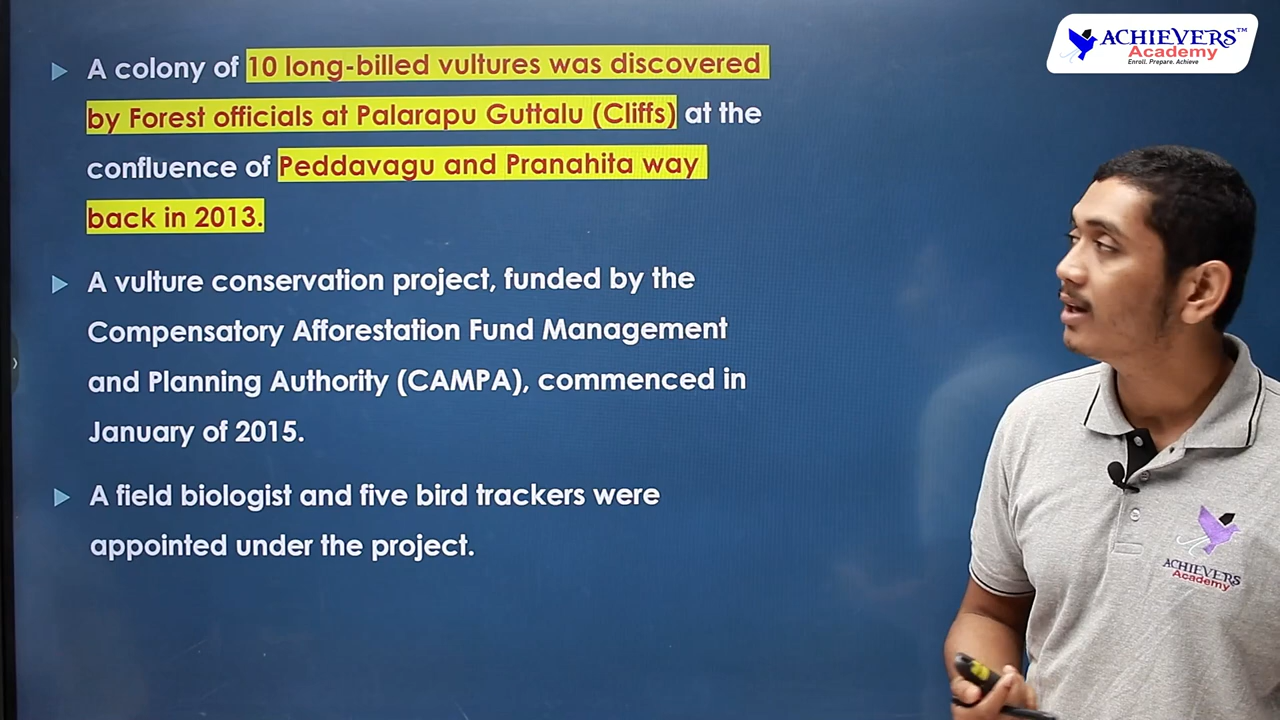 ACHIEVERS™
Academy
Enroll. Prepare. Achieve
A colony of 10 long-billed vultures was discovered
by Forest officials at Palarapu Guttalu (Cliffs) at the
confluence of Peddavagu and Pranahita way
back in 2013.
A vulture conservation project, funded by the
Compensatory Afforestation Fund Management
and Planning Authority (CAMPA), commenced in
January of 2015.
A field biologist and five bird trackers were
appointed under the project.
ACHIEVERS
Academy